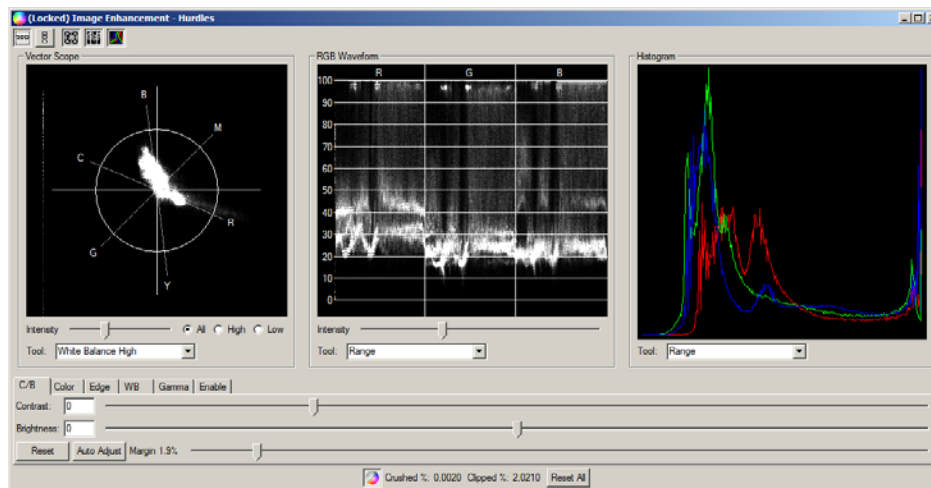 (Locked) Image Enhancement - Hurdles
Vector Scope
B
M
C
R
G
Y
Intensity
All
High
Low
Tool:
White Balance High
RGB Waveform
R G B
100
90
80
70
60
50
40
30
20
10
0
Intensity
Tool:
Range
Histogram
Tool:
Range
C/B Color Edge WB Gamma Enable
Contrast: 0
Brightness: 0
Reset Auto Adjust Margin 1.9%
Crushed %: 0.0020 Clipped %: 2.0210 Reset All